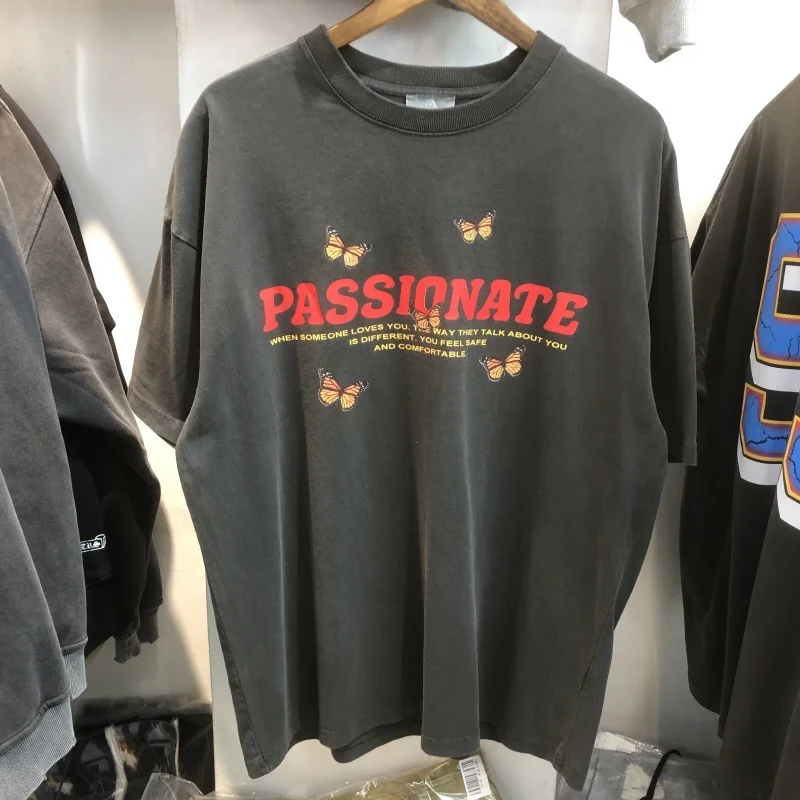 PASSIONATE
WHEN SOMEONE LOVES YOU, THE WAY THEY TALK ABOUT YOU
IS DIFFERENT. YOU FEEL SAFE
AND COMFORTABLE.